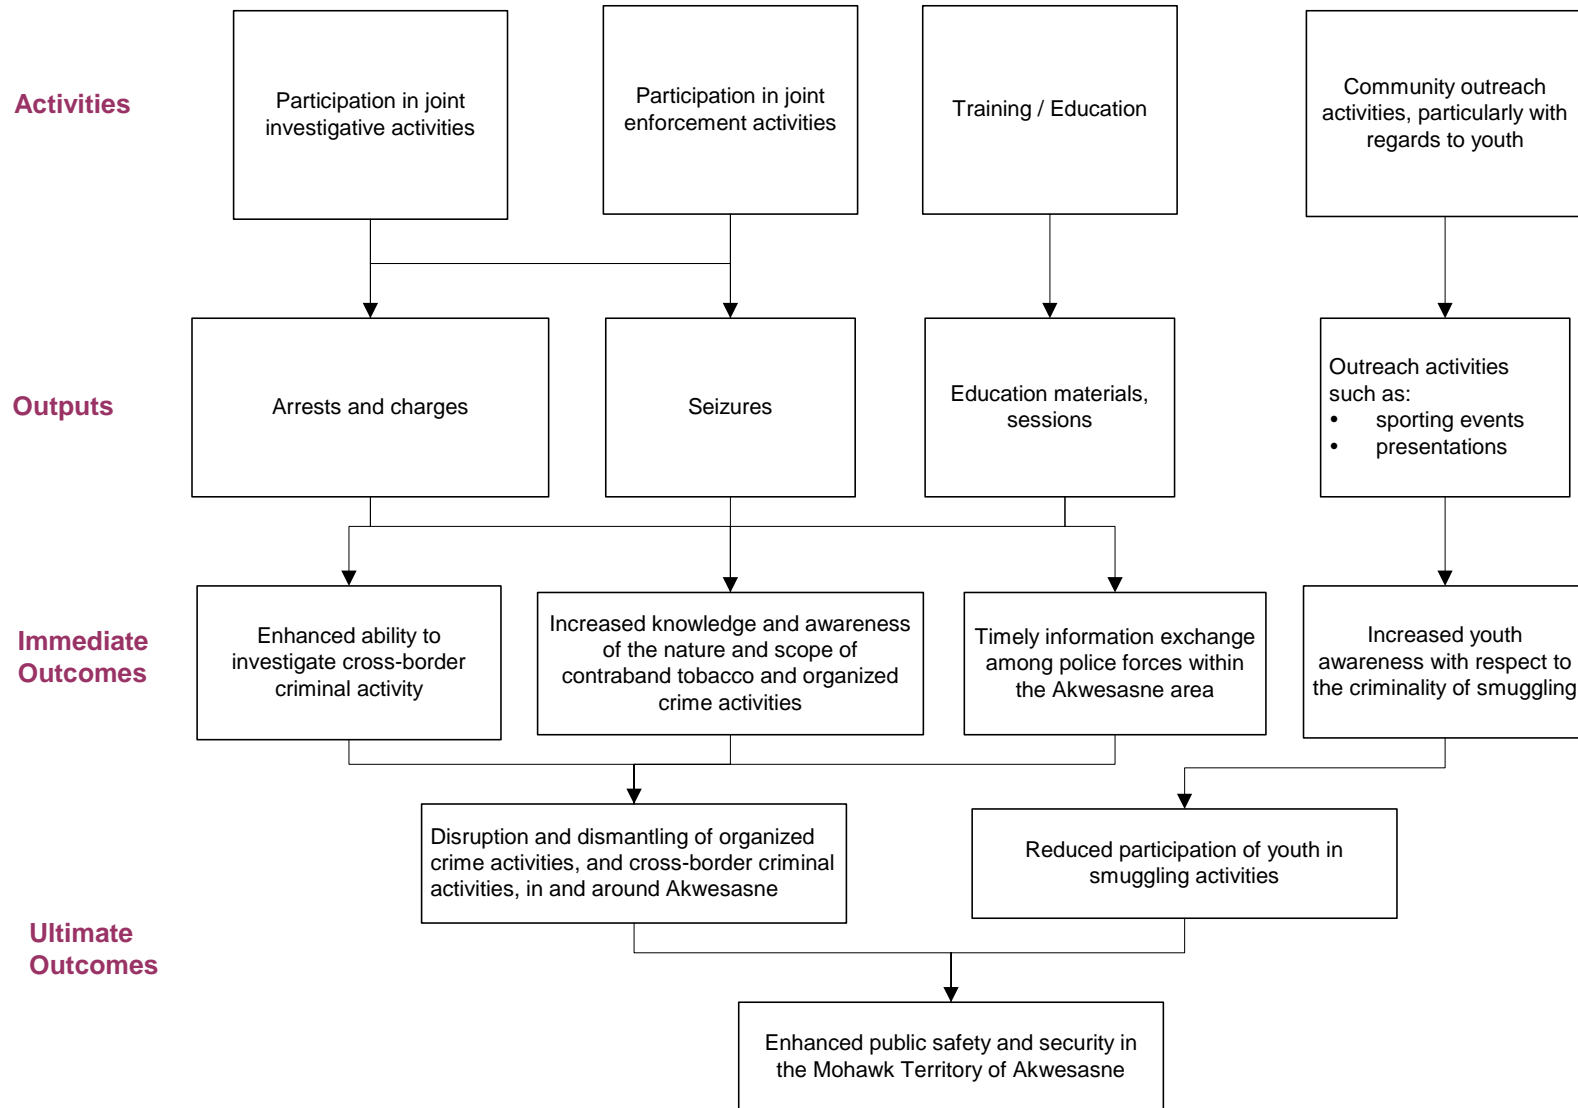 Activities
Participation in joint
investigative activities
Participation in joint
enforcement activities
Training / Education
Community outreach
activities, particularly with
regards to youth
Outputs
Arrests and charges
Seizures
Education materials,
sessions
Outreach activities
such as:
• sporting events
• presentations
Immediate
Outcomes
Enhanced ability to
investigate cross-border
criminal activity
Increased knowledge and awareness
of the nature and scope of
contraband tobacco and organized
crime activities
Timely information exchange
among police forces within
the Akwesasne area
Increased youth
awareness with respect to
the criminality of smuggling
Disruption and dismantling of organized
crime activities, and cross-border criminal
activities, in and around Akwesasne
Reduced participation of youth in
smuggling activities
Ultimate
Outcomes
Enhanced public safety and security in
the Mohawk Territory of Akwesasne